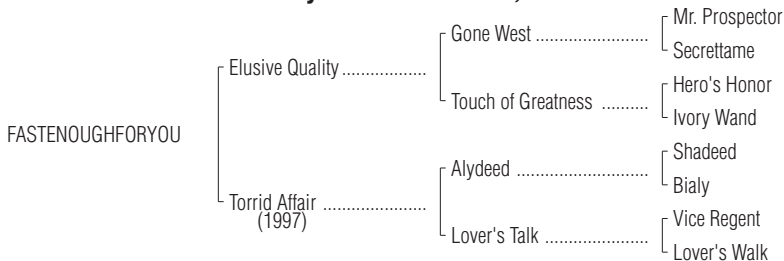 Mr. Prospector
Gone West ........................
Secrettame
Elusive Quality ..................
Hero's Honor
Touch of Greatness ..........
Ivory Wand
FASTENOUGHFORYOU
Shadeed
Alydeed ............................
Bialy
Torrid Affair ......................
(1997)
Vice Regent
Lover's Talk ......................
Lover's Walk